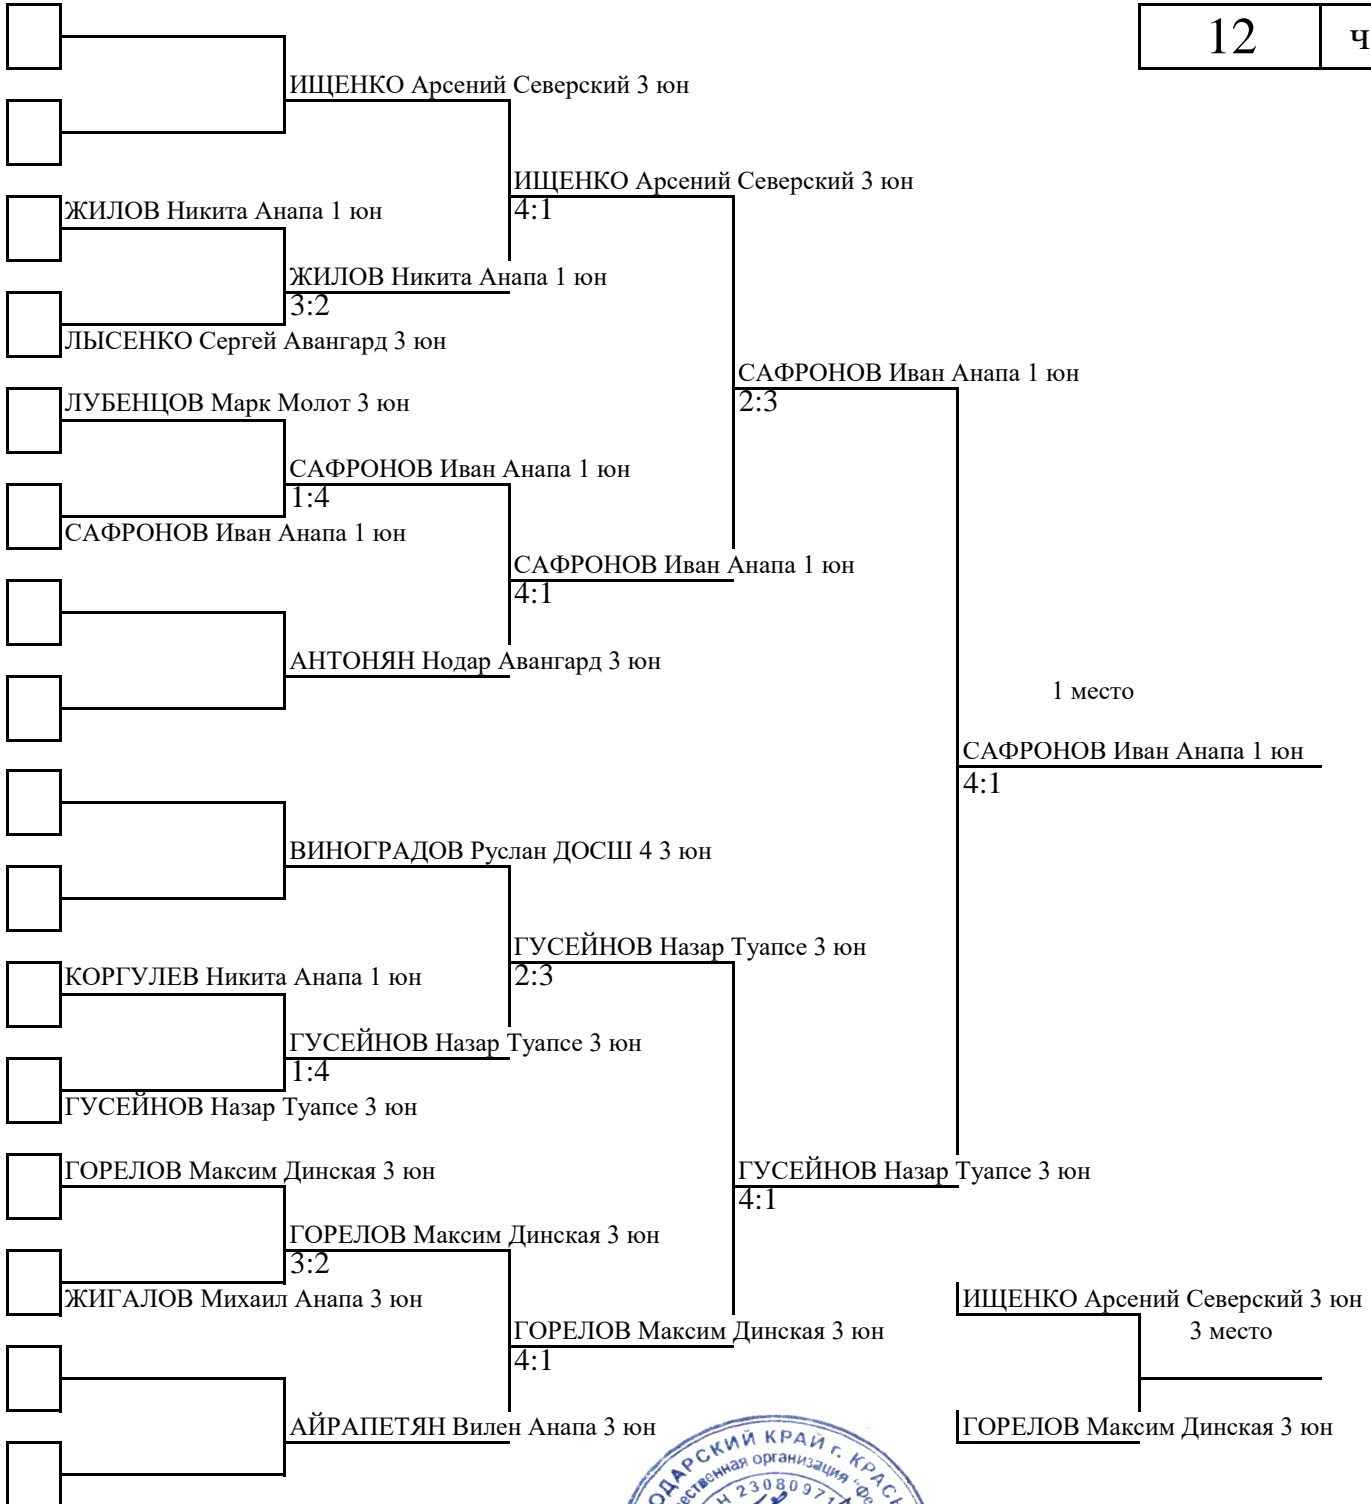 12 ч
ИЩЕНКО Арсений Северский 3 юн
ИЩЕНКО Арсений Северский 3 юн
4:1
ЖИЛОВ Никита Анапа 1 юн
ЖИЛОВ Никита Анапа 1 юн
3:2
ЛЫСЕНКО Сергей Авангард 3 юн
САФРОНОВ Иван Анапа 1 юн
2:3
ЛУБЕНЦОВ Марк Молот 3 юн
САФРОНОВ Иван Анапа 1 юн
1:4
САФРОНОВ Иван Анапа 1 юн
САФРОНОВ Иван Анапа 1 юн
4:1
АНТОНЯН Нодар Авангард 3 юн
1 место
САФРОНОВ Иван Анапа 1 юн
4:1
ВИНОГРАДОВ Руслан ДОСШ 4 3 юн
ГУСЕЙНОВ Назар Туапсе 3 юн
2:3
КОРГУЛЕВ Никита Анапа 1 юн
ГУСЕЙНОВ Назар Туапсе 3 юн
1:4
ГУСЕЙНОВ Назар Туапсе 3 юн
ГОРЕЛОВ Максим Динская 3 юн
ГУСЕЙНОВ Назар Туапсе 3 юн
4:1
ГОРЕЛОВ Максим Динская 3 юн
3:2
ЖИГАЛОВ Михаил Анапа 3 юн
ИЩЕНКО Арсений Северский 3 юн
ГОРЕЛОВ Максим Динская 3 юн
3 место
4:1
АЙРАПЕТЯН Вилен Анапа 3 юн
ГОРЕЛОВ Максим Динская 3 юн
КРАЙ г.
организация